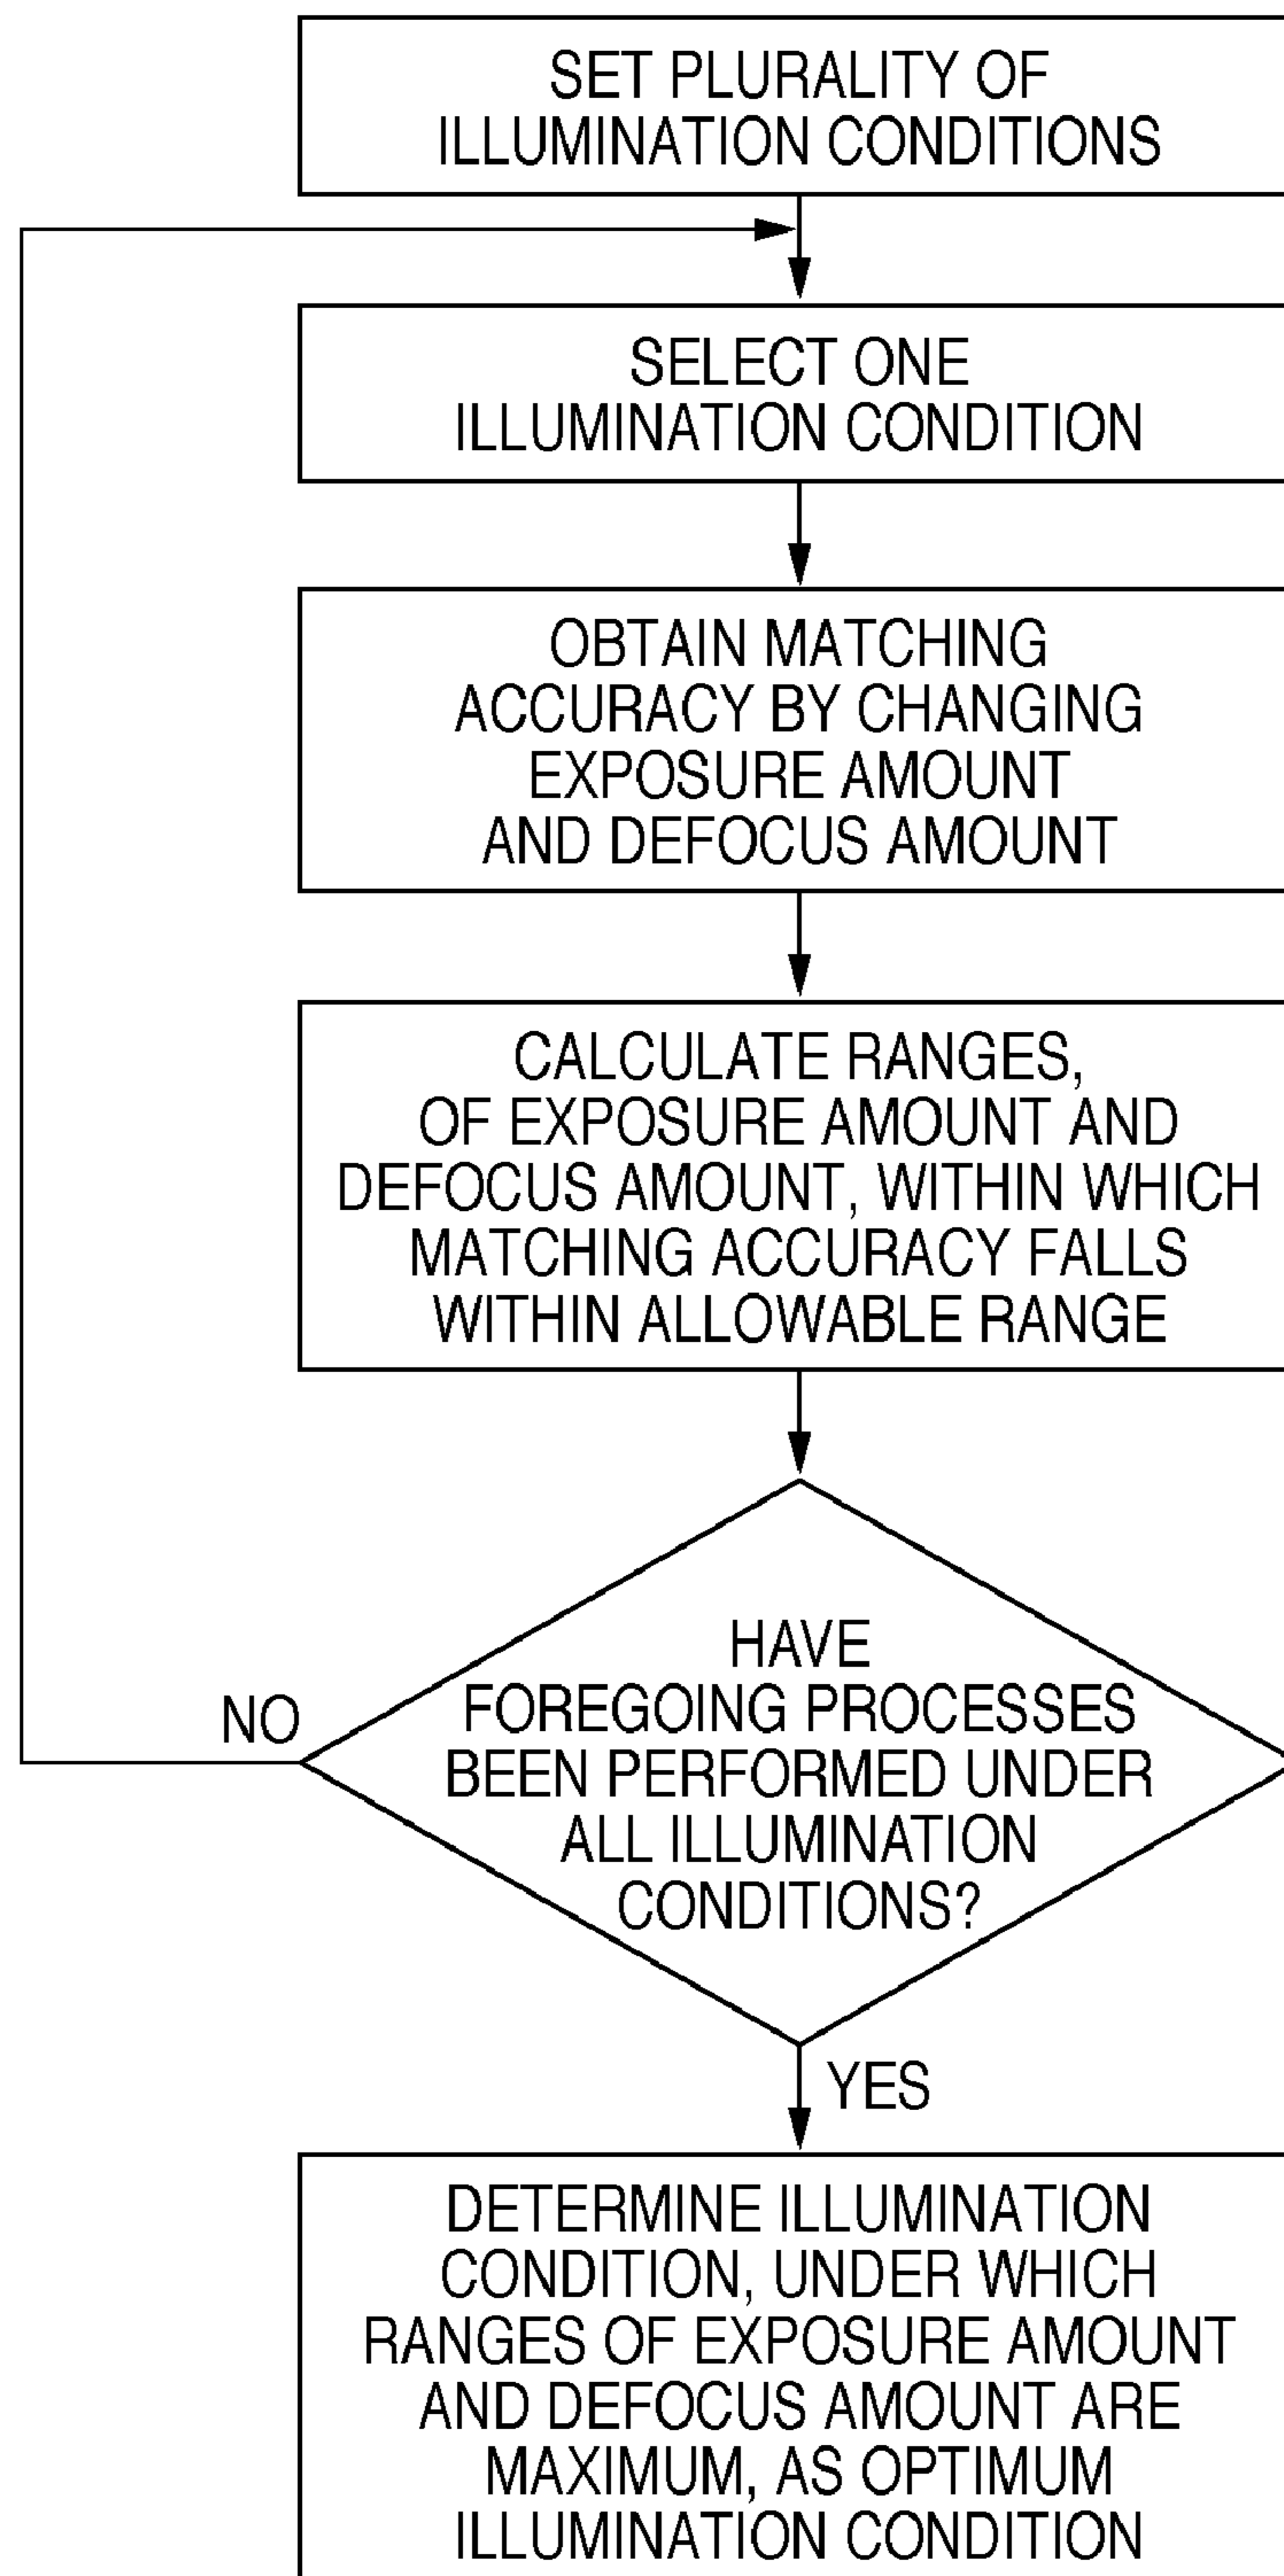 SET PLURALITY OF
ILLUMINATION CONDITIONS
SELECT ONE
ILLUMINATION CONDITION
OBTAIN MATCHING
ACCURACY BY CHANGING
EXPOSURE AMOUNT
AND DEFOCUS AMOUNT
CALCULATE RANGES,
OF EXPOSURE AMOUNT AND
DEFOCUS AMOUNT, WITHIN WHICH
MATCHING ACCURACY FALLS
WITHIN ALLOWABLE RANGE
HAVE
FOREGOING PROCESSES
BEEN PERFORMED UNDER
ALL ILLUMINATION
CONDITIONS?
NO
YES
DETERMINE ILLUMINATION
CONDITION, UNDER WHICH
RANGES OF EXPOSURE AMOUNT
AND DEFOCUS AMOUNT ARE
MAXIMUM, AS OPTIMUM
ILLUMINATION CONDITION